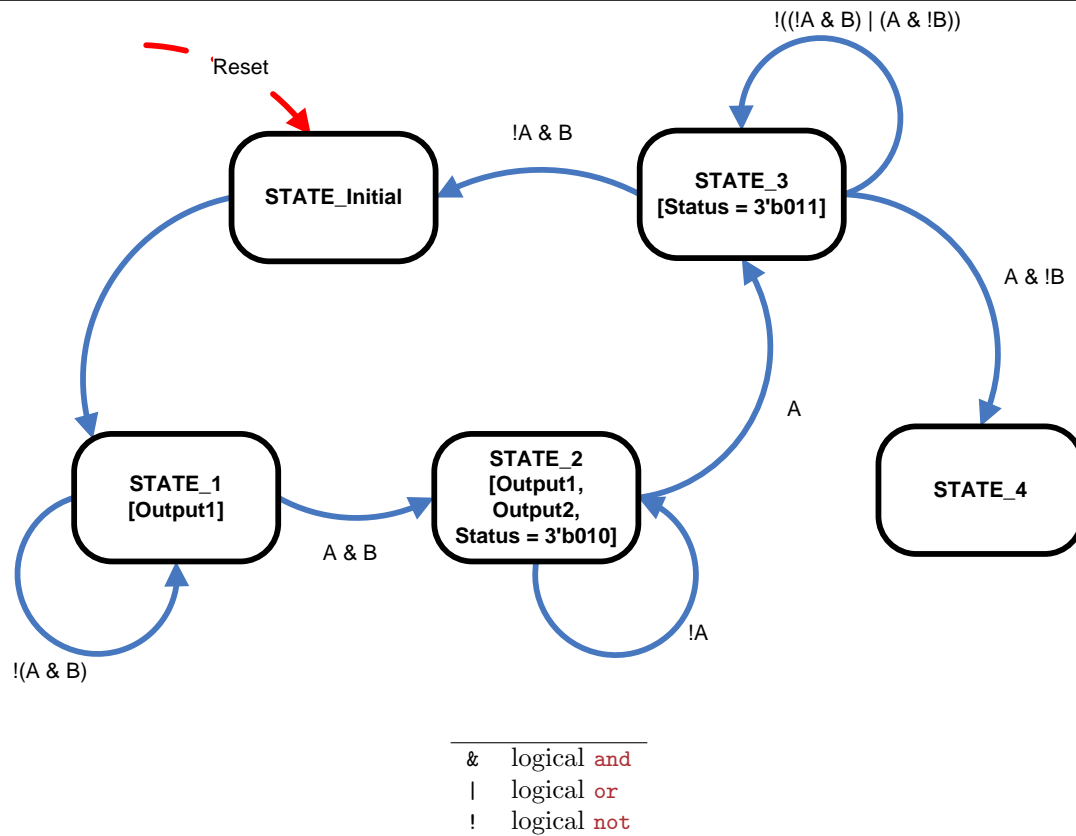 !((!A & B) | (A & !B))
Reset
!A & B
STATE_Initial
STATE_3
[Status = 3'b011]
A & !B
A
STATE_1
[Output1]
STATE_2
[Output1,
Output2,
Status = 3'b010]
STATE_4
A & B
!A
!(A & B)
& logical and
| logical or
! logical not